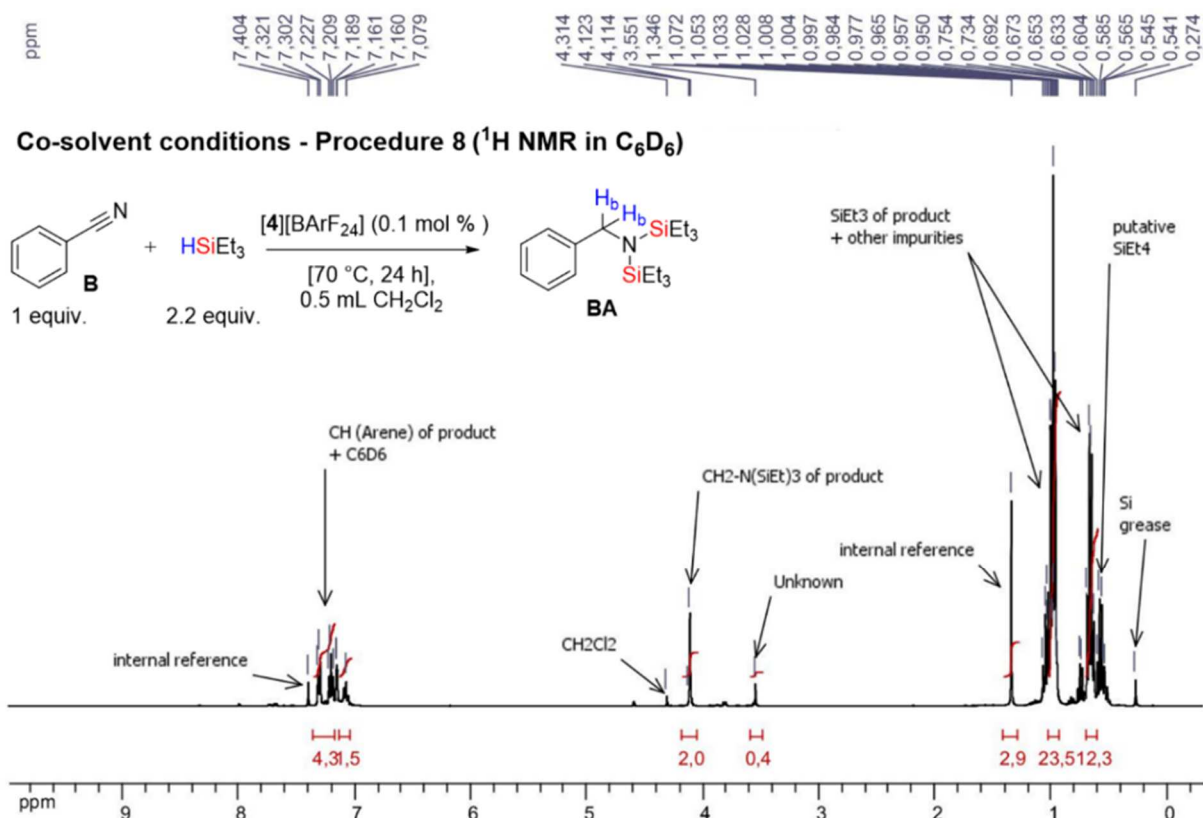 ppm
7,404
7,321
7,302
7,227
7,209
7,189
7,161
7,160
7,079
4,314
4,123
4,114
3,551
1,346
1,072
1,053
1,033
1,028
1,008
1,004
0,997
0,984
0,977
0,965
0,957
0,950
0,754
0,734
0,692
0,673
0,653
0,633
0,604
0,585
0,565
0,545
0,541
0,274
Co-solvent conditions - Procedure 8 (¹H NMR in C₆D₆)
N
B
1 equiv.
+
HSiEt₃
2.2 equiv.
[4][BArF₂₄] (0.1 mol % )
[70 °C, 24 h],
0.5 mL CH₂Cl₂
H_b
H_b
SiEt₃
N
SiEt₃
BA
SiEt3 of product
+ other impurities
putative
SiEt4
CH (Arene) of product
+ C6D6
CH2-N(SiEt)3 of product
internal reference
Si
grease
Unknown
CH2Cl2
internal reference
4,3 1,5 2,0 0,4 2,9 23,5 12,3
ppm 9 8 7 6 5 4 3 2 1 0